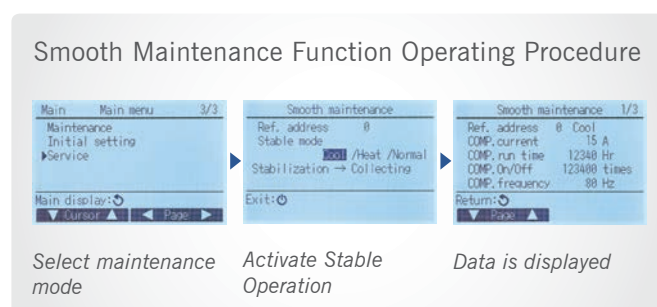 Smooth Maintenance Function Operating Procedure
Main Main menu 3/3
Maintenance
Initial setting
▶Service
Main display:↺
▼ Cursor ▲ ◀ Page ▶
Smooth maintenance
Ref. address 0
Stable mode
Cool /Heat /Normal
Stabilization → Collecting
Exit:⏻
Smooth maintenance 1/3
Ref. address 0 Cool
COMP. current 15 A
COMP. run time 12340 Hr
COMP. On/Off 123400 times
COMP. frequency 80 Hz
Return:↺
▼ Page ▲
Select maintenance
mode
Activate Stable
Operation
Data is displayed